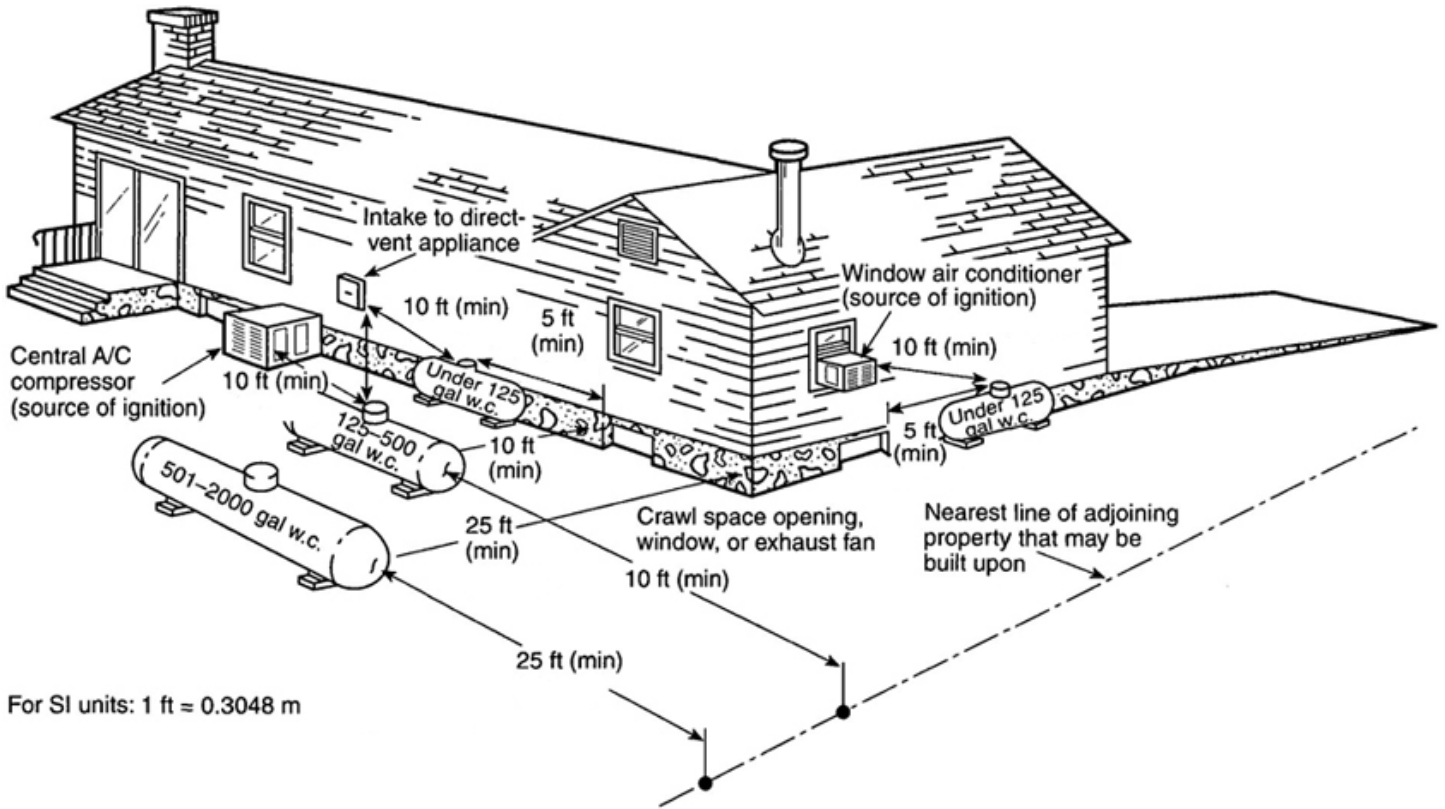 Intake to direct-
vent appliance
10 ft (min)
5 ft
(min)
Window air conditioner
(source of ignition)
10 ft (min)
Central A/C
compressor
(source of ignition)
10 ft (min)
Under 125
gal w.c.
Under 125
gal w.c.
5 ft
(min)
125–500
gal w.c.
10 ft
(min)
501–2000 gal w.c.
25 ft
(min)
Crawl space opening,
window, or exhaust fan
Nearest line of adjoining
property that may be
built upon
10 ft (min)
25 ft (min)
For SI units: 1 ft = 0.3048 m